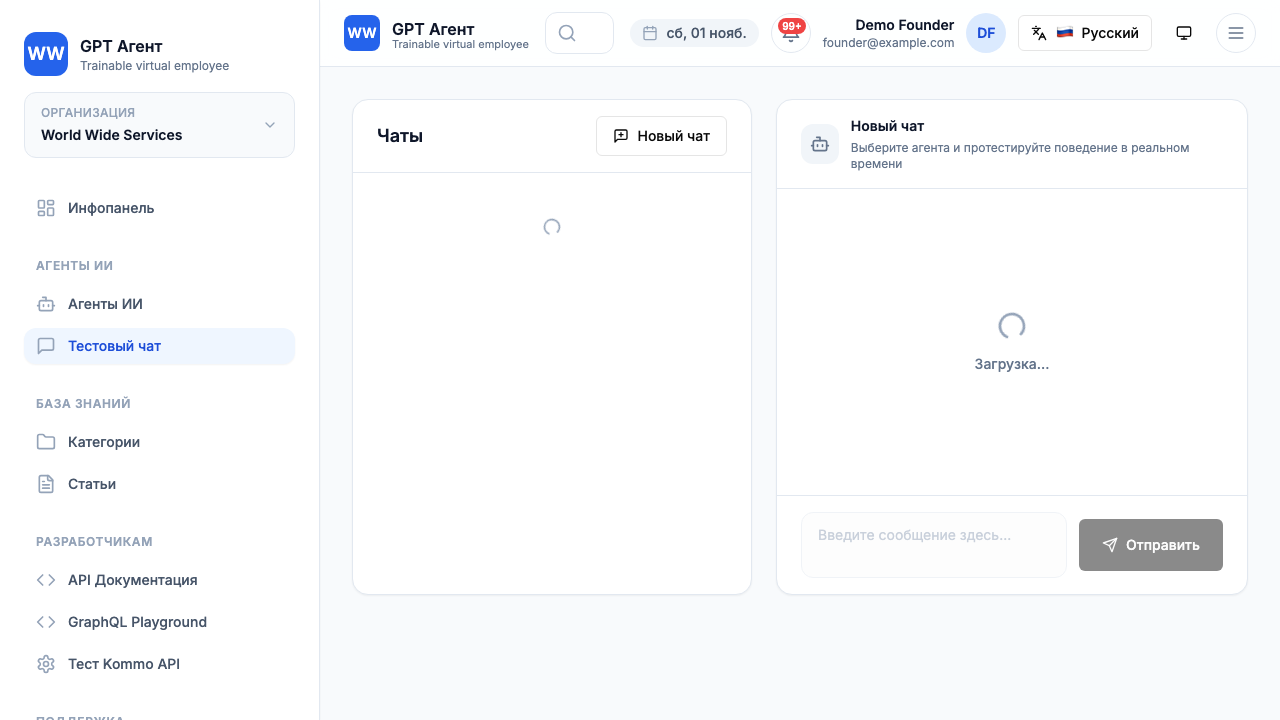 WW
GPT Агент
Trainable virtual employee
ОРГАНИЗАЦИЯ
World Wide Services
Инфопанель
АГЕНТЫ ИИ
Агенты ИИ
Тестовый чат
БАЗА ЗНАНИЙ
Категории
Статьи
РАЗРАБОТЧИКАМ
API Документация
GraphQL Playground
Тест Kommo API
ПОДДЕРЖКА
WW
GPT Агент
Trainable virtual employee
сб, 01 нояб.
99+
Demo Founder
founder@example.com
DF
Русский
Чаты
Новый чат
Новый чат
Выберите агента и протестируйте поведение в реальном
времени
Загрузка...
Введите сообщение здесь...
Отправить